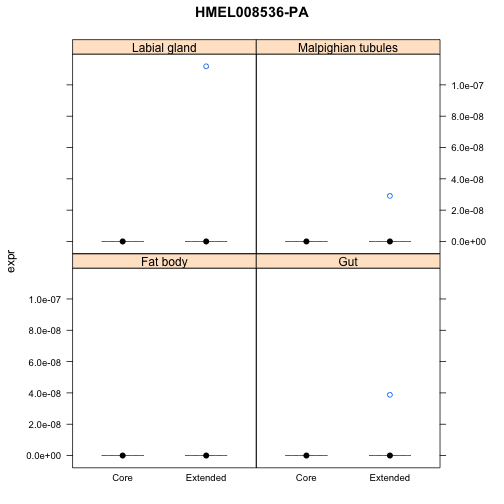 HMEL008536-PA
Labial gland
Malpighian tubules
1.0e-07
8.0e-08
6.0e-08
4.0e-08
2.0e-08
0.0e+00
expr
Fat body
Gut
1.0e-07
8.0e-08
6.0e-08
4.0e-08
2.0e-08
0.0e+00
Core
Extended
Core
Extended